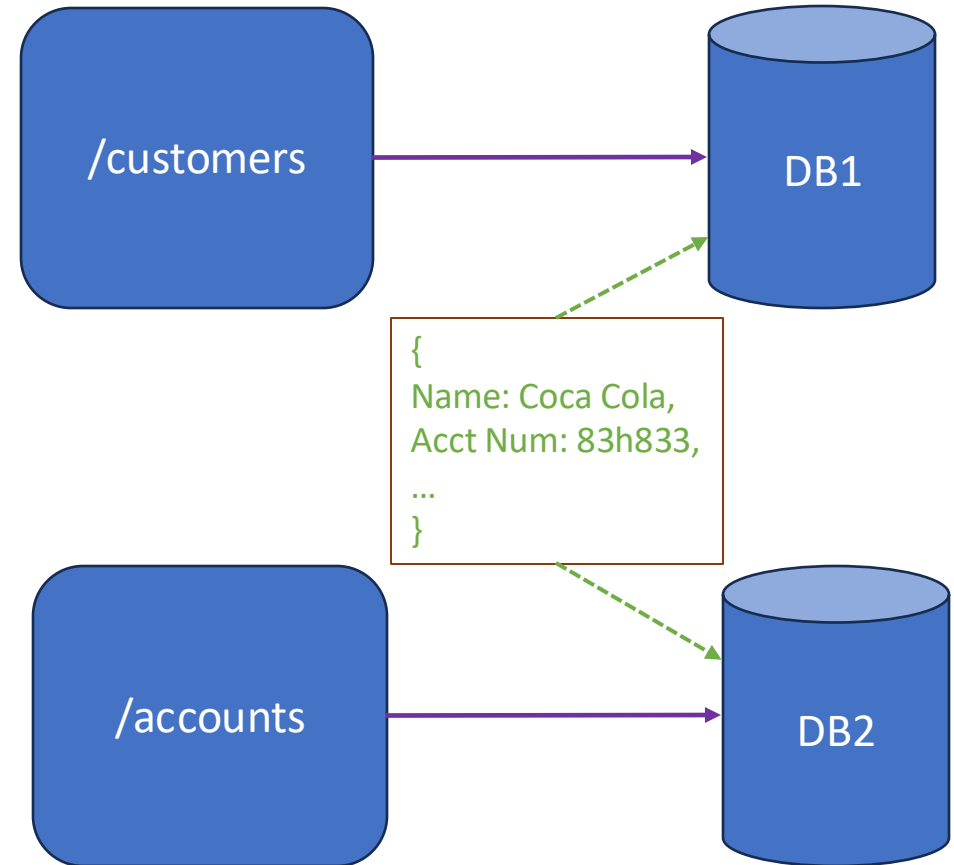 /customers
DB1
{
Name: Coca Cola,
Acct Num: 83h833,
...
}
/accounts
DB2